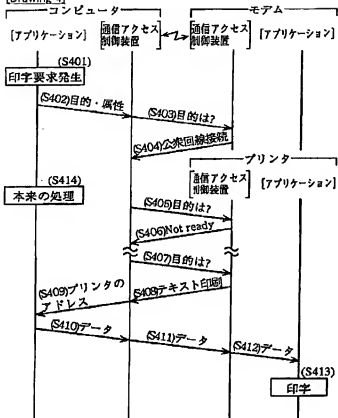 [Drawing 4]
コンピュータ
モデム
[アプリケーション]
[通信アクセス制御装置]
[通信アクセス制御装置]
[アプリケーション]
(S401)
印字要求発生
(S402)目的・属性
(S403)目的は?
(S404)公衆回線接続
プリンタ
(S414)
本来の処理
[通信アクセス制御装置]
[アプリケーション]
(S405)目的は?
(S406)Not ready
(S407)目的は?
(S408)テキスト印刷
(S409)プリンタのアドレス
(S410)データ
(S411)データ
(S412)データ
(S413)
印字